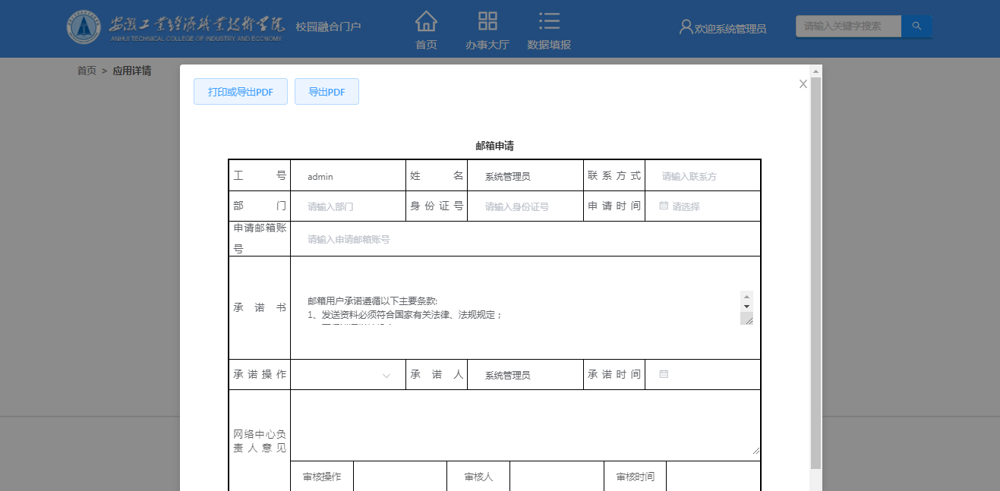 安徽工业经济职业技术学院
ANHUI TECHNICAL COLLEGE OF INDUSTRY AND ECONOMY
校园融合门户
首页
办事大厅
数据填报
欢迎系统管理员
请输入关键字搜索
首页 > 应用详情
打印或导出PDF
导出PDF
邮箱申请
工号 admin 姓名 系统管理员 联系方式 请输入联系方
部门 请输入部门 身份证号 请输入身份证号 申请时间 请选择
申请邮箱账
号
请输入申请邮箱账号
承诺书
邮箱用户承诺遵循以下主要条款:
1、发送资料必须符合国家有关法律、法规规定；
承诺操作 承诺人 系统管理员 承诺时间
网络中心负
责人意见
审核操作 审核人 审核时间